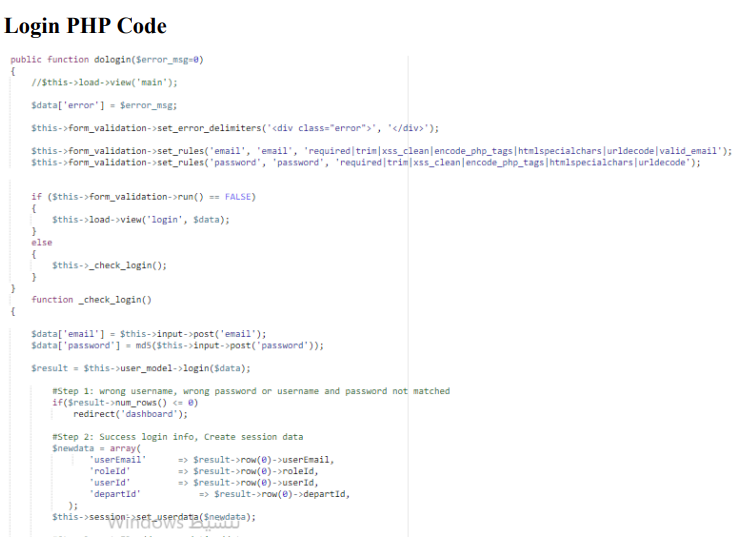 Login PHP Code
public function dologin($error_msg=0)
{
//$this->load->view('main');
$data['error'] = $error_msg;
$this->form_validation->set_error_delimiters('<div class="error">', '</div>');
$this->form_validation->set_rules('email', 'email', 'required|trim|xss_clean|encode_php_tags|htmlspecialchars|urldecode|valid_email');
$this->form_validation->set_rules('password', 'password', 'required|trim|xss_clean|encode_php_tags|htmlspecialchars|urldecode');
if ($this->form_validation->run() == FALSE)
{
$this->load->view('login', $data);
}
else
{
$this->_check_login();
}
}
function _check_login()
{
$data['email'] = $this->input->post('email');
$data['password'] = md5($this->input->post('password'));
$result = $this->user_model->login($data);
#Step 1: wrong username, wrong password or username and password not matched
if($result->num_rows() <= 0)
redirect('dashboard');
#Step 2: Success login info, Create session data
$newdata = array(
'userEmail' => $result->row(0)->userEmail,
'roleId' => $result->row(0)->roleId,
'userId' => $result->row(0)->userId,
'departId' => $result->row(0)->departId,
);
$this->session->set_userdata($newdata);
تنشيط Windows